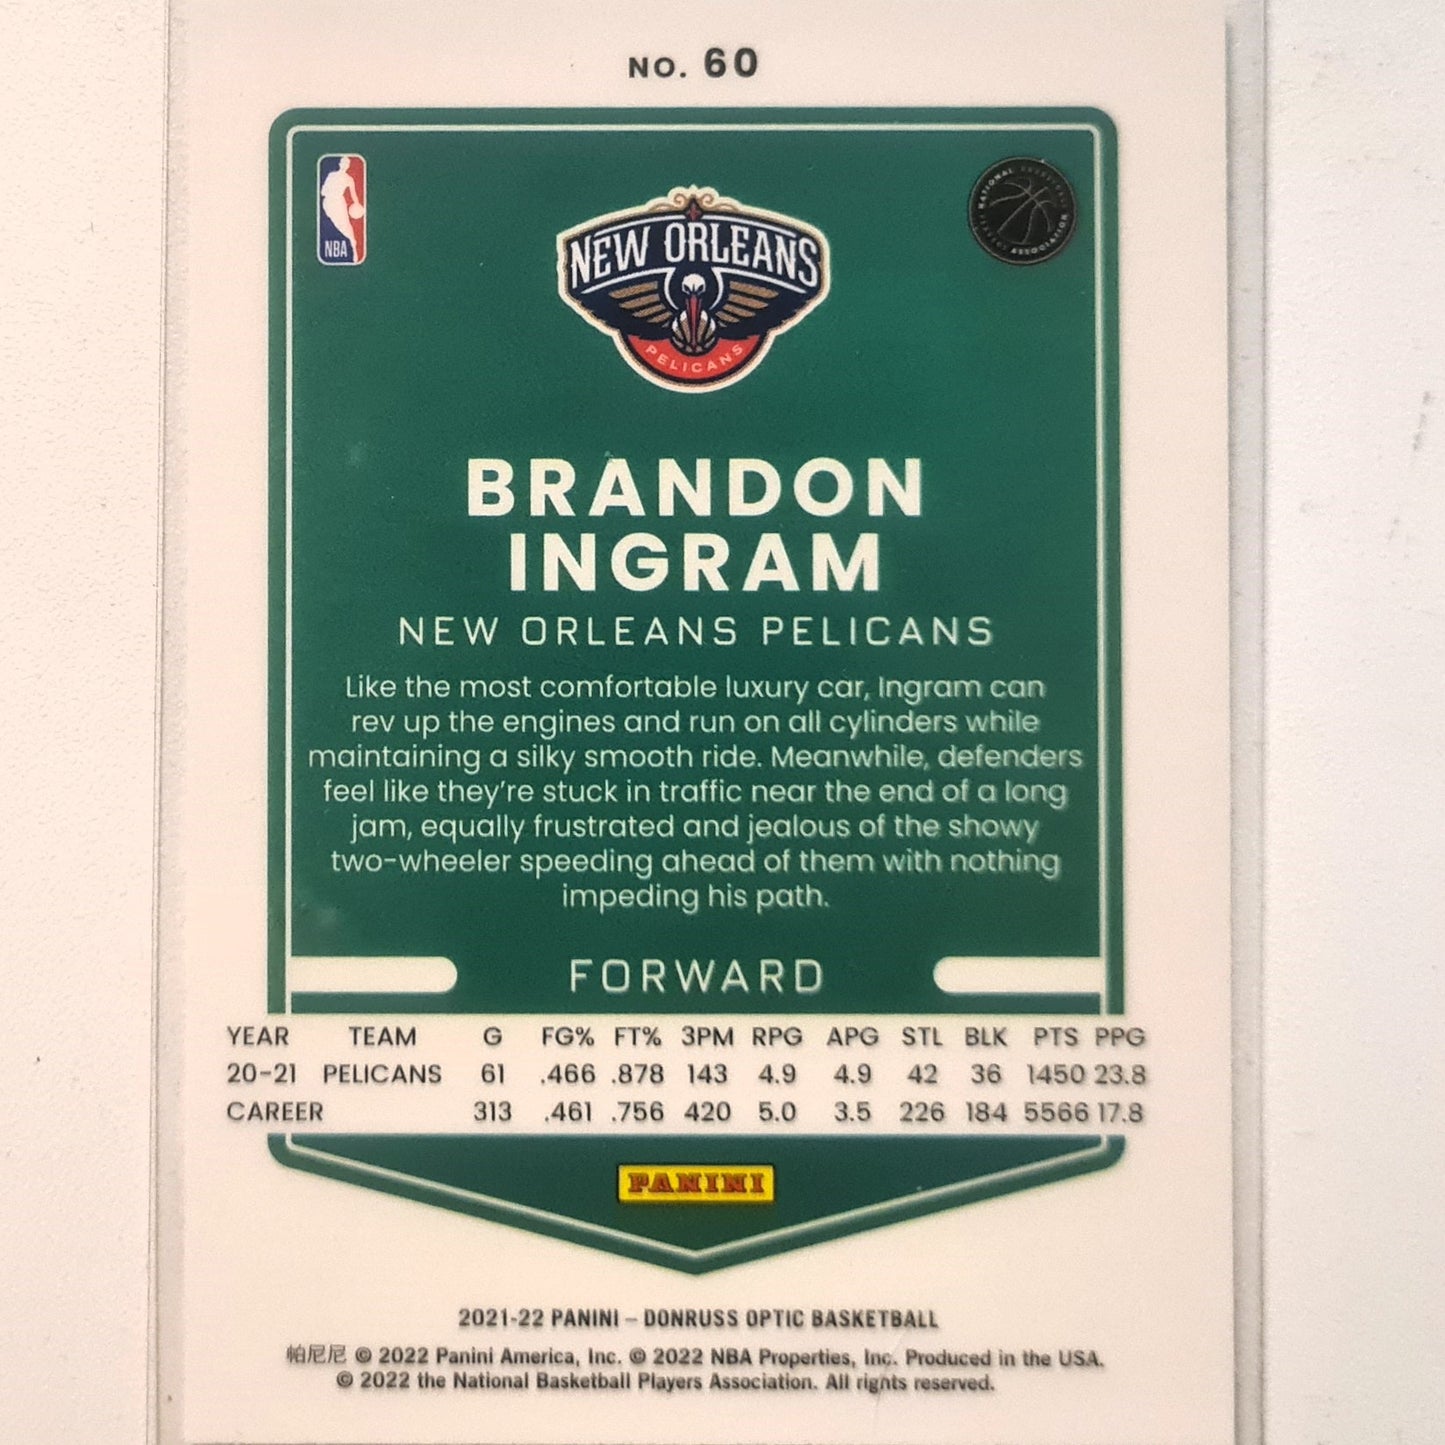 NO. 60
NBA
NATIONAL BASKETBALL PLAYERS ASSOCIATION
NEW ORLEANS
PELICANS
BRANDON
INGRAM
NEW ORLEANS PELICANS
Like the most comfortable luxury car, Ingram can
rev up the engines and run on all cylinders while
maintaining a silky smooth ride. Meanwhile, defenders
feel like they're stuck in traffic near the end of a long
jam, equally frustrated and jealous of the showy
two-wheeler speeding ahead of them with nothing
impeding his path.
FORWARD
YEAR TEAM G FG% FT% 3PM RPG APG STL BLK PTS PPG
20-21 PELICANS 61 .466 .878 143 4.9 4.9 42 36 1450 23.8
CAREER 313 .461 .756 420 5.0 3.5 226 184 5566 17.8
PANINI
2021-22 PANINI – DONRUSS OPTIC BASKETBALL
帕尼尼 © 2022 Panini America, Inc. © 2022 NBA Properties, Inc. Produced in the USA.
© 2022 the National Basketball Players Association. All rights reserved.